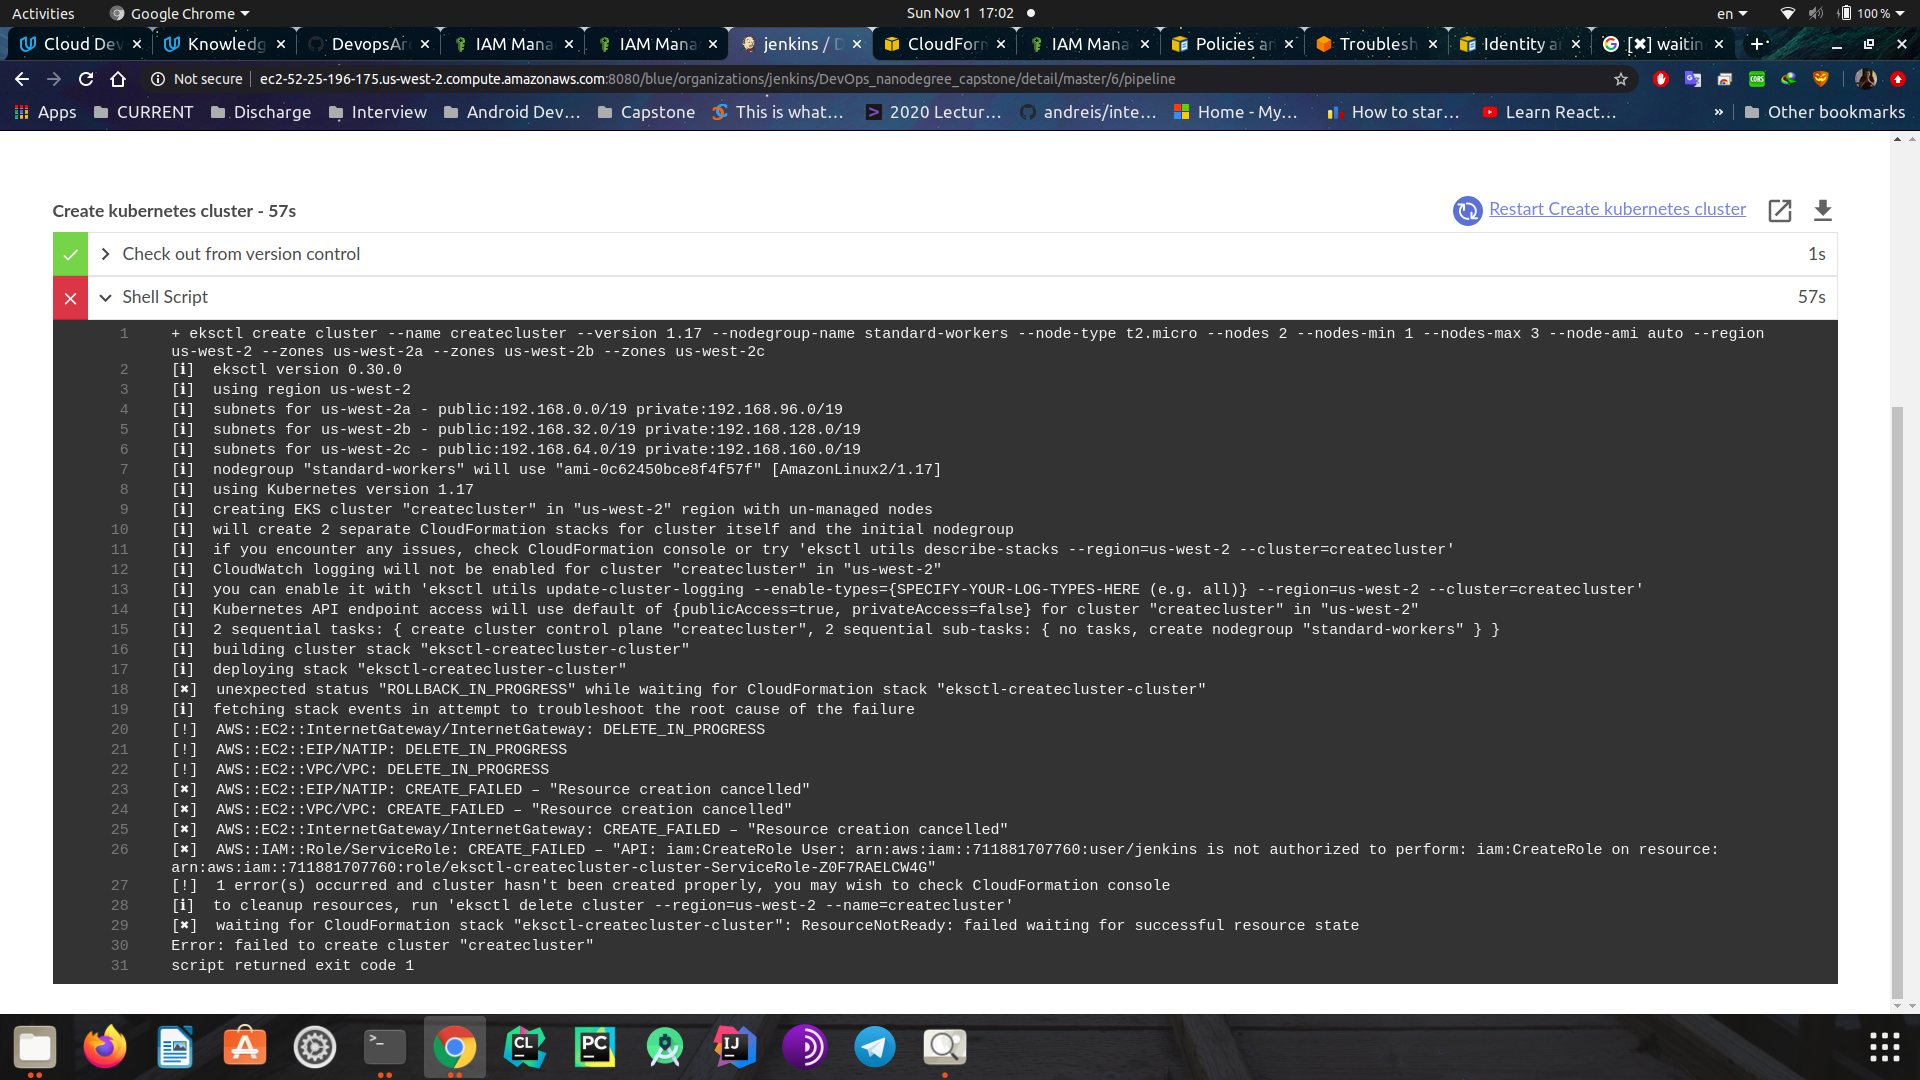 Activities
Google Chrome
Sun Nov 1 17:02
en
100 %
Cloud Dev
Knowledg
DevopsAr
IAM Mana
IAM Mana
jenkins / D
CloudForm
IAM Mana
Policies an
Troublesh
Identity a
[✖] waitin
Not secure
ec2-52-25-196-175.us-west-2.compute.amazonaws.com:8080/blue/organizations/jenkins/DevOps_nanodegree_capstone/detail/master/6/pipeline
Apps
CURRENT
Discharge
Interview
Android Dev...
Capstone
This is what...
2020 Lectur...
andreis/inte...
Home - My...
How to star...
Learn React...
»
Other bookmarks
Create kubernetes cluster - 57s
Restart Create kubernetes cluster
Check out from version control
1s
Shell Script
57s
1 + eksctl create cluster --name createcluster --version 1.17 --nodegroup-name standard-workers --node-type t2.micro --nodes 2 --nodes-min 1 --nodes-max 3 --node-ami auto --region
us-west-2 --zones us-west-2a --zones us-west-2b --zones us-west-2c
2 [ℹ]  eksctl version 0.30.0
3 [ℹ]  using region us-west-2
4 [ℹ]  subnets for us-west-2a - public:192.168.0.0/19 private:192.168.96.0/19
5 [ℹ]  subnets for us-west-2b - public:192.168.32.0/19 private:192.168.128.0/19
6 [ℹ]  subnets for us-west-2c - public:192.168.64.0/19 private:192.168.160.0/19
7 [ℹ]  nodegroup "standard-workers" will use "ami-0c62450bce8f4f57f" [AmazonLinux2/1.17]
8 [ℹ]  using Kubernetes version 1.17
9 [ℹ]  creating EKS cluster "createcluster" in "us-west-2" region with un-managed nodes
10 [ℹ]  will create 2 separate CloudFormation stacks for cluster itself and the initial nodegroup
11 [ℹ]  if you encounter any issues, check CloudFormation console or try 'eksctl utils describe-stacks --region=us-west-2 --cluster=createcluster'
12 [ℹ]  CloudWatch logging will not be enabled for cluster "createcluster" in "us-west-2"
13 [ℹ]  you can enable it with 'eksctl utils update-cluster-logging --enable-types={SPECIFY-YOUR-LOG-TYPES-HERE (e.g. all)} --region=us-west-2 --cluster=createcluster'
14 [ℹ]  Kubernetes API endpoint access will use default of {publicAccess=true, privateAccess=false} for cluster "createcluster" in "us-west-2"
15 [ℹ]  2 sequential tasks: { create cluster control plane "createcluster", 2 sequential sub-tasks: { no tasks, create nodegroup "standard-workers" } }
16 [ℹ]  building cluster stack "eksctl-createcluster-cluster"
17 [ℹ]  deploying stack "eksctl-createcluster-cluster"
18 [✖]  unexpected status "ROLLBACK_IN_PROGRESS" while waiting for CloudFormation stack "eksctl-createcluster-cluster"
19 [ℹ]  fetching stack events in attempt to troubleshoot the root cause of the failure
20 [!]  AWS::EC2::InternetGateway/InternetGateway: DELETE_IN_PROGRESS
21 [!]  AWS::EC2::EIP/NATIP: DELETE_IN_PROGRESS
22 [!]  AWS::EC2::VPC/VPC: DELETE_IN_PROGRESS
23 [✖]  AWS::EC2::EIP/NATIP: CREATE_FAILED – "Resource creation cancelled"
24 [✖]  AWS::EC2::VPC/VPC: CREATE_FAILED – "Resource creation cancelled"
25 [✖]  AWS::EC2::InternetGateway/InternetGateway: CREATE_FAILED – "Resource creation cancelled"
26 [✖]  AWS::IAM::Role/ServiceRole: CREATE_FAILED – "API: iam:CreateRole User: arn:aws:iam::711881707760:user/jenkins is not authorized to perform: iam:CreateRole on resource:
arn:aws:iam::711881707760:role/eksctl-createcluster-cluster-ServiceRole-Z0F7RAELCW4G"
27 [!]  1 error(s) occurred and cluster hasn't been created properly, you may wish to check CloudFormation console
28 [ℹ]  to cleanup resources, run 'eksctl delete cluster --region=us-west-2 --name=createcluster'
29 [✖]  waiting for CloudFormation stack "eksctl-createcluster-cluster": ResourceNotReady: failed waiting for successful resource state
30 Error: failed to create cluster "createcluster"
31 script returned exit code 1
CL
PC
IJ